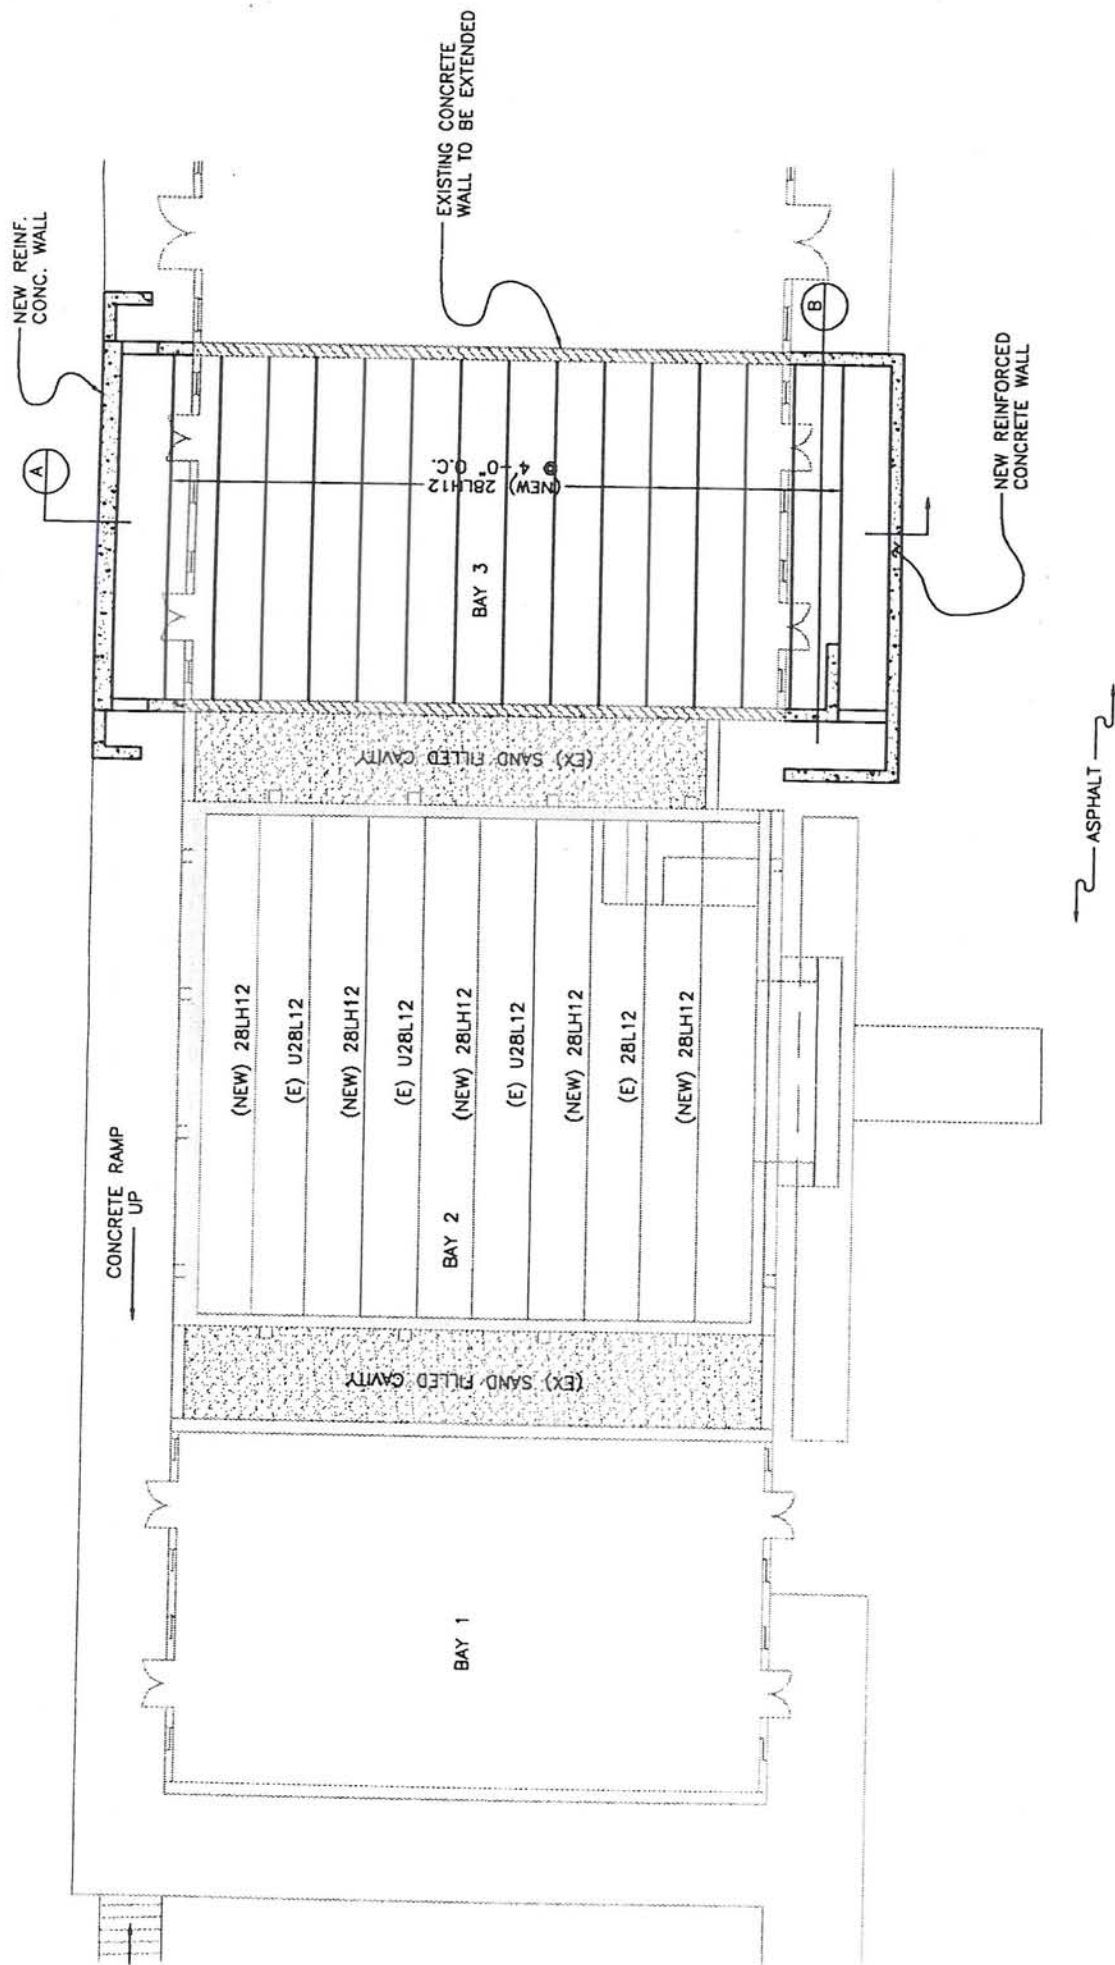 NEW REINF.
CONC. WALL
A
EXISTING CONCRETE
WALL TO BE EXTENDED
(NEW) 28LH12
@ 4'-0" O.C.
BAY 3
B
NEW REINFORCED
CONCRETE WALL
(EX) SAND FILLED CAVITY
ASPHALT
CONCRETE RAMP
UP
(NEW) 28LH12
(E) U28L12
(NEW) 28LH12
(E) U28L12
(NEW) 28LH12
(E) U28L12
(NEW) 28LH12
(E) 28L12
(NEW) 28LH12
BAY 2
(EX) SAND FILLED CAVITY
BAY 1